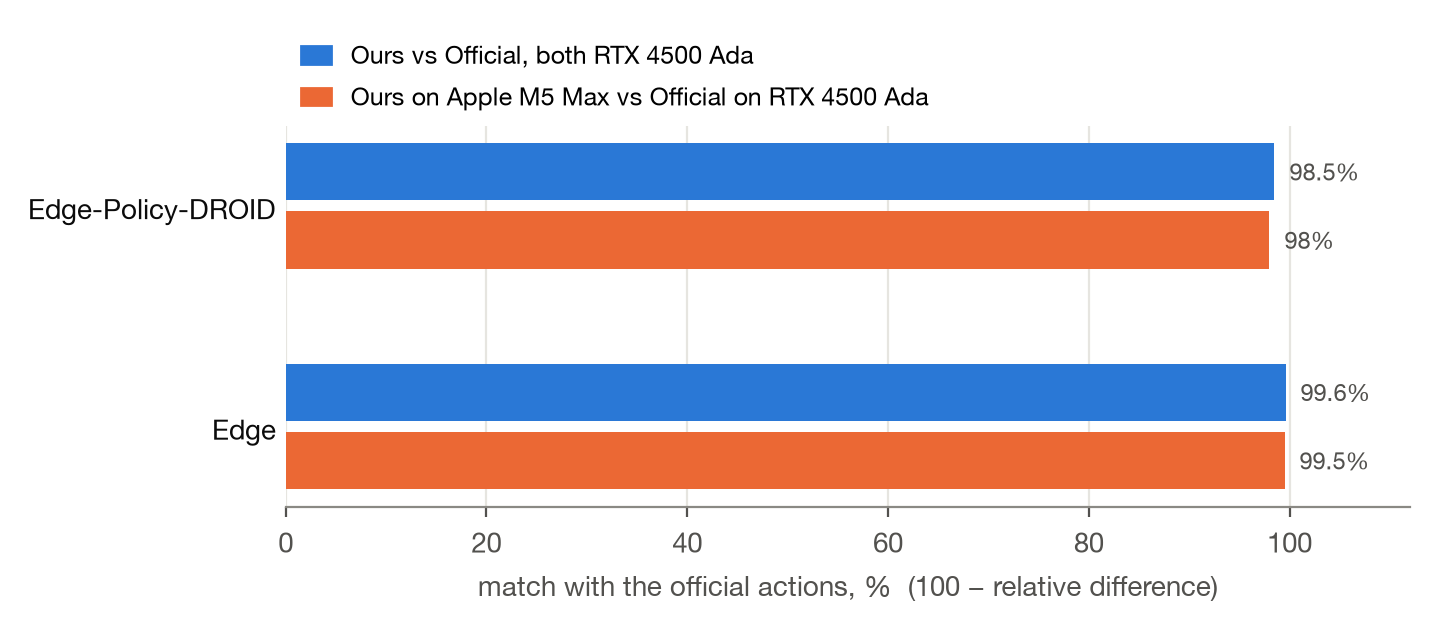 Ours vs Official, both RTX 4500 Ada
Ours on Apple M5 Max vs Official on RTX 4500 Ada
Edge-Policy-DROID
98.5%
98%
Edge
99.6%
99.5%
0 20 40 60 80 100
match with the official actions, % (100 – relative difference)